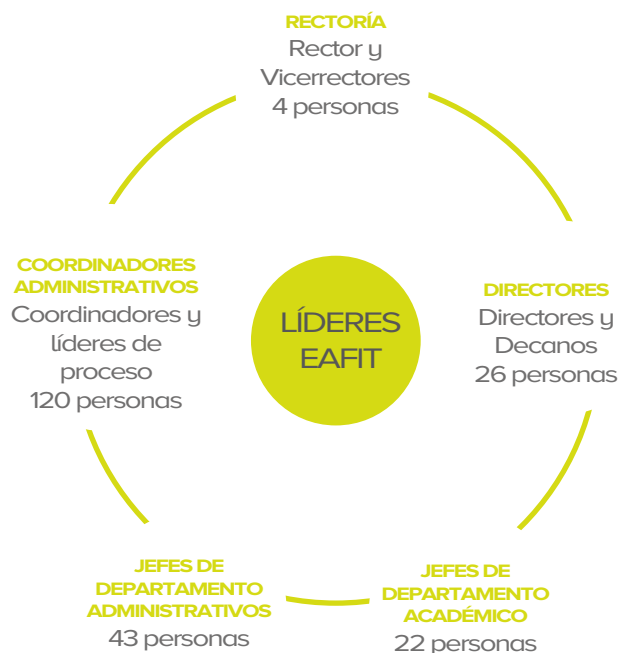 RECTORÍA
Rector y
Vicerrectores
4 personas
COORDINADORES
ADMINISTRATIVOS
Coordinadores y
líderes de
proceso
120 personas
LÍDERES
EAFIT
DIRECTORES
Directores y
Decanos
26 personas
JEFES DE
DEPARTAMENTO
ADMINISTRATIVOS
43 personas
JEFES DE
DEPARTAMENTO
ACADÉMICO
22 personas